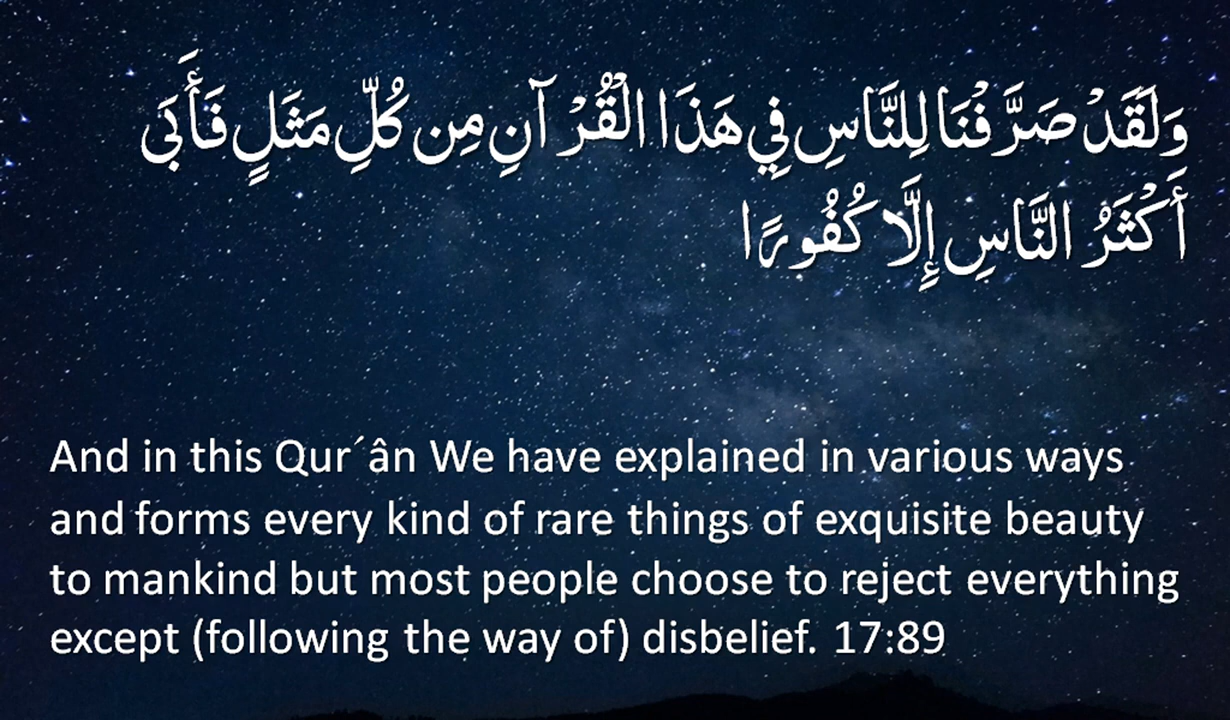 وَلَقَدْ صَرَّفْنَا لِلنَّاسِ فِي هَذَا الْقُرْآنِ مِن كُلِّ مَثَلٍ فَأَبَى
أَكْثَرُ النَّاسِ إِلَّا كُفُورًا
And in this Qur´ân We have explained in various ways
and forms every kind of rare things of exquisite beauty
to mankind but most people choose to reject everything
except (following the way of) disbelief. 17:89